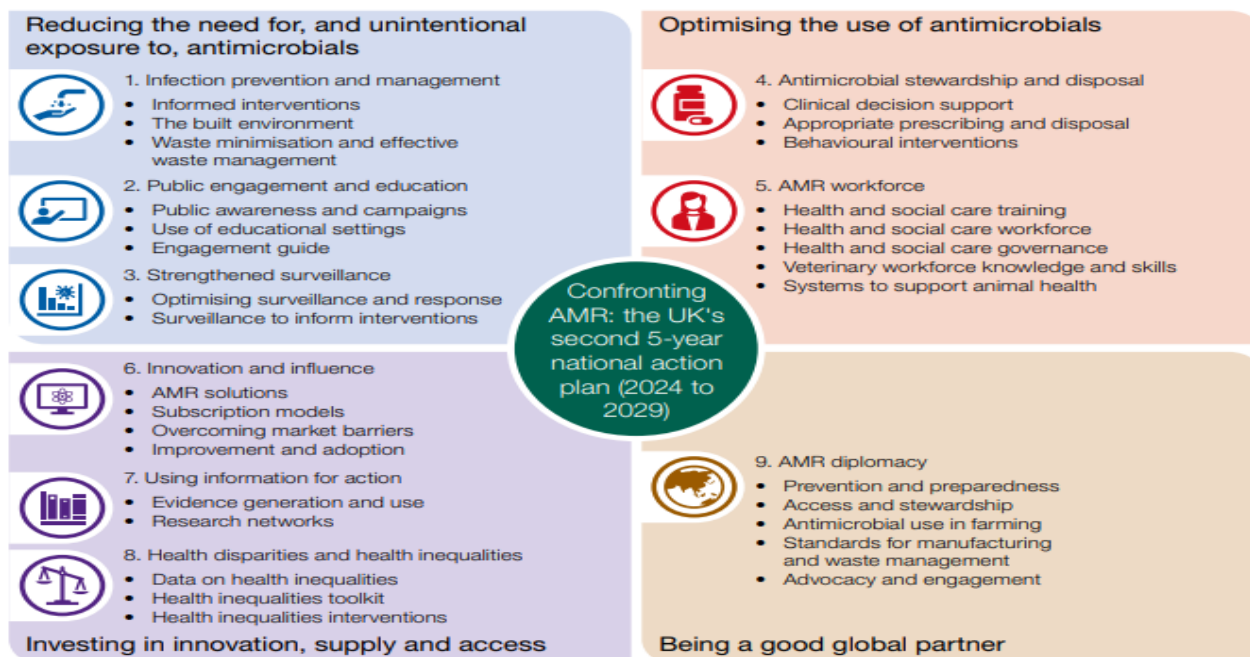 Reducing the need for, and unintentional
exposure to, antimicrobials
1. Infection prevention and management
• Informed interventions
• The built environment
• Waste minimisation and effective
waste management
2. Public engagement and education
• Public awareness and campaigns
• Use of educational settings
• Engagement guide
3. Strengthened surveillance
• Optimising surveillance and response
• Surveillance to inform interventions
Optimising the use of antimicrobials
4. Antimicrobial stewardship and disposal
• Clinical decision support
• Appropriate prescribing and disposal
• Behavioural interventions
5. AMR workforce
• Health and social care training
• Health and social care workforce
• Health and social care governance
• Veterinary workforce knowledge and skills
• Systems to support animal health
Confronting
AMR: the UK's
second 5-year
national action
plan (2024 to
2029)
6. Innovation and influence
• AMR solutions
• Subscription models
• Overcoming market barriers
• Improvement and adoption
7. Using information for action
• Evidence generation and use
• Research networks
8. Health disparities and health inequalities
• Data on health inequalities
• Health inequalities toolkit
• Health inequalities interventions
Investing in innovation, supply and access
9. AMR diplomacy
• Prevention and preparedness
• Access and stewardship
• Antimicrobial use in farming
• Standards for manufacturing
and waste management
• Advocacy and engagement
Being a good global partner